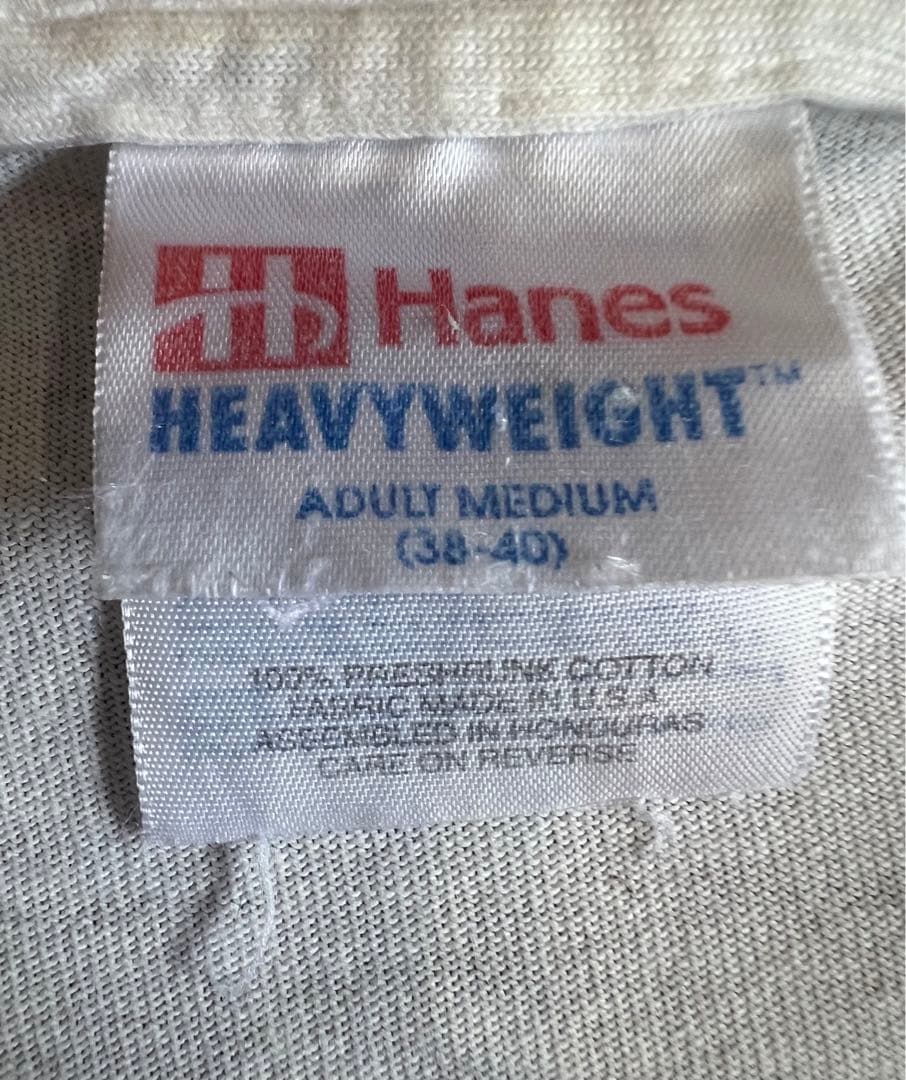 Hanes
HEAVYWEIGHT™
ADULT MEDIUM
(38-40)
100% PRESHRUNK COTTON
FABRIC MADE IN U.S.A
ASSEMBLED IN HONDURAS
CARE ON REVERSE